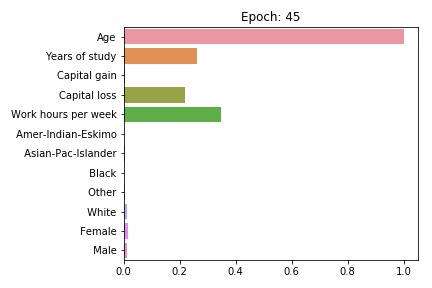 Epoch: 45
Age
Years of study
Capital gain
Capital loss
Work hours per week
Amer-Indian-Eskimo
Asian-Pac-Islander
Black
Other
White
Female
Male
0.0 0.2 0.4 0.6 0.8 1.0